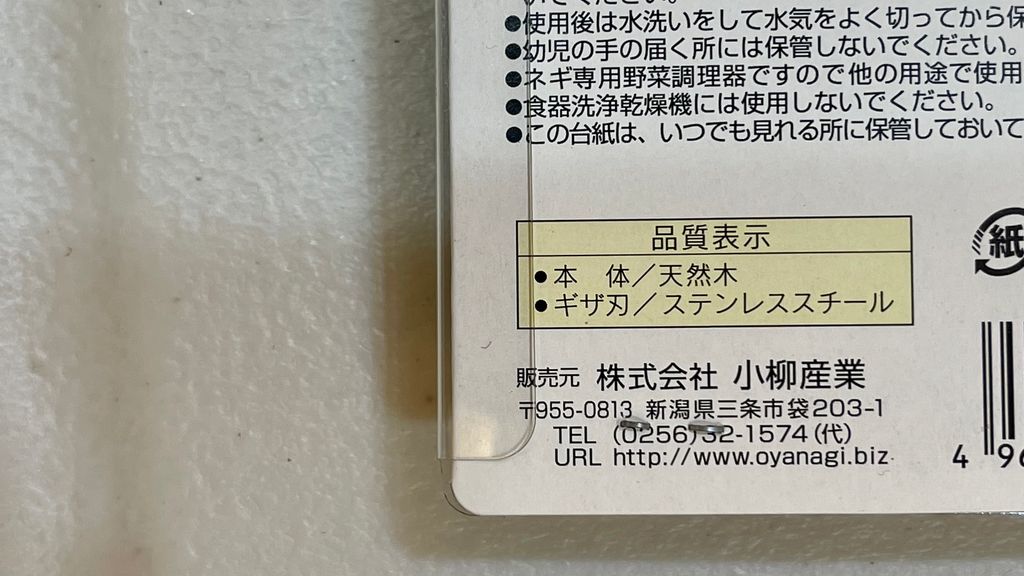 ●使用後は水洗いをして水気をよく切ってから保
●幼児の手の届く所には保管しないでください。
●ネギ専用野菜調理器ですので他の用途で使用
●食器洗浄乾燥機には使用しないでください。
●この台紙は、いつでも見れる所に保管しておいて
品質表示
●本　体／天然木
●ギザ刃／ステンレススチール
紙
販売元 株式会社 小柳産業
〒955-0813 新潟県三条市袋203-1
TEL (0256)32-1574(代)
URL http://www.oyanagi.biz
4 96